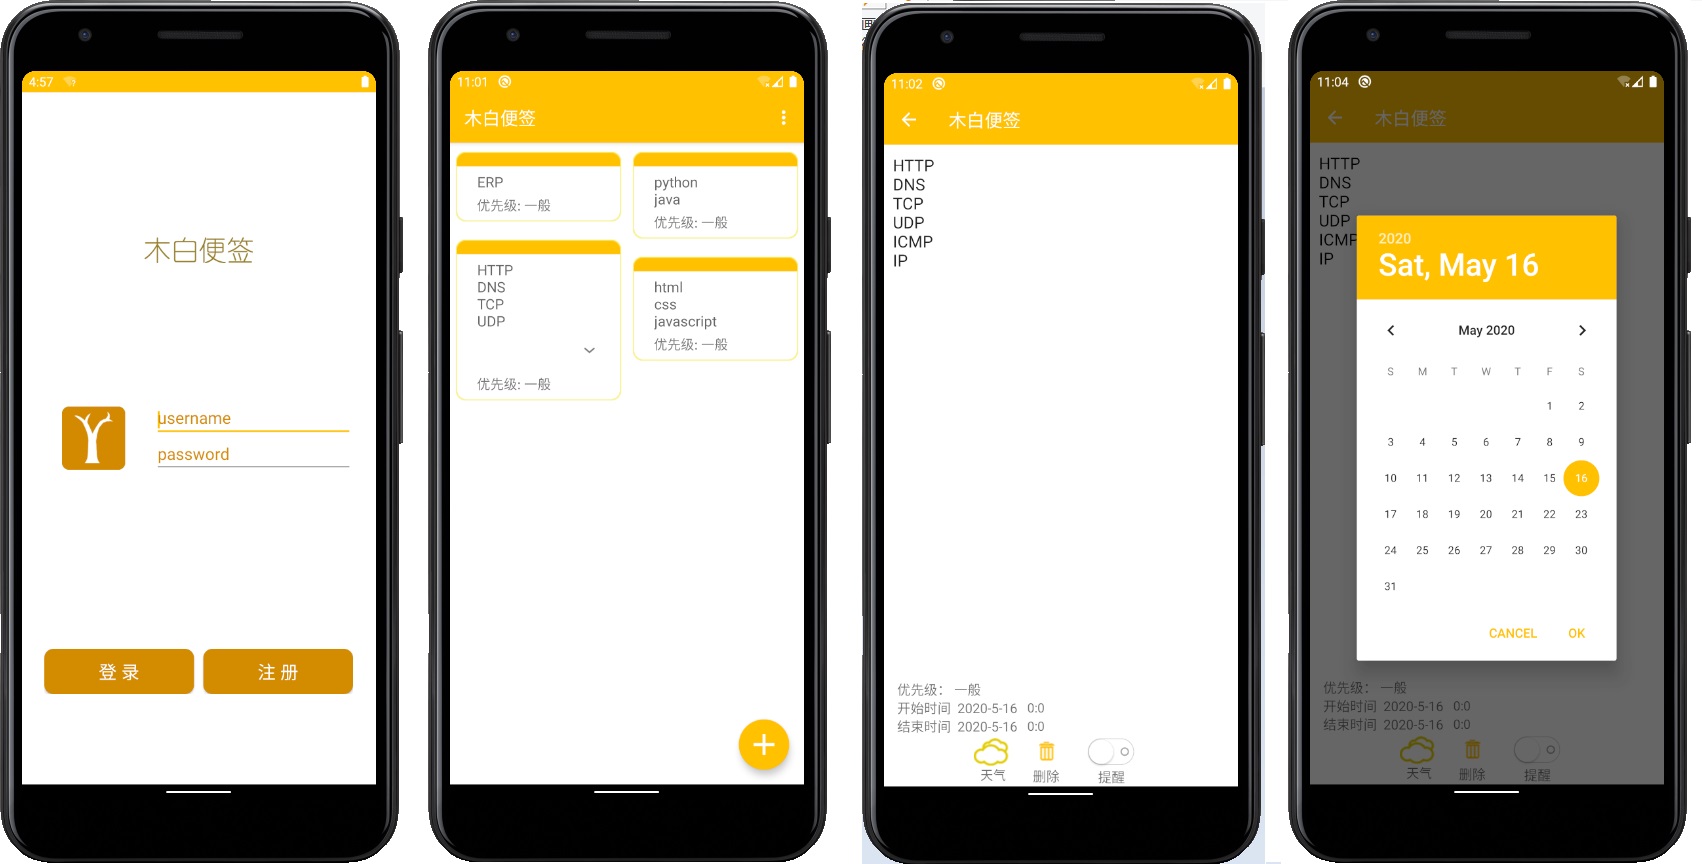 4:57
木白便签
username
password
登 录
注 册
11:01
木白便签
ERP
优先级: 一般
python
java
优先级: 一般
HTTP
DNS
TCP
UDP
优先级: 一般
html
css
javascript
优先级: 一般
11:02
木白便签
HTTP
DNS
TCP
UDP
ICMP
IP
优先级： 一般
开始时间 2020-5-16 0:0
结束时间 2020-5-16 0:0
天气 删除 提醒
11:04
木白便签
HTTP
DNS
TCP
UDP
ICMP
IP
2020
Sat, May 16
May 2020
S M T W T F S
1 2
3 4 5 6 7 8 9
10 11 12 13 14 15 16
17 18 19 20 21 22 23
24 25 26 27 28 29 30
31
CANCEL OK
优先级： 一般
开始时间 2020-5-16 0:0
结束时间 2020-5-16 0:0
天气 删除 提醒